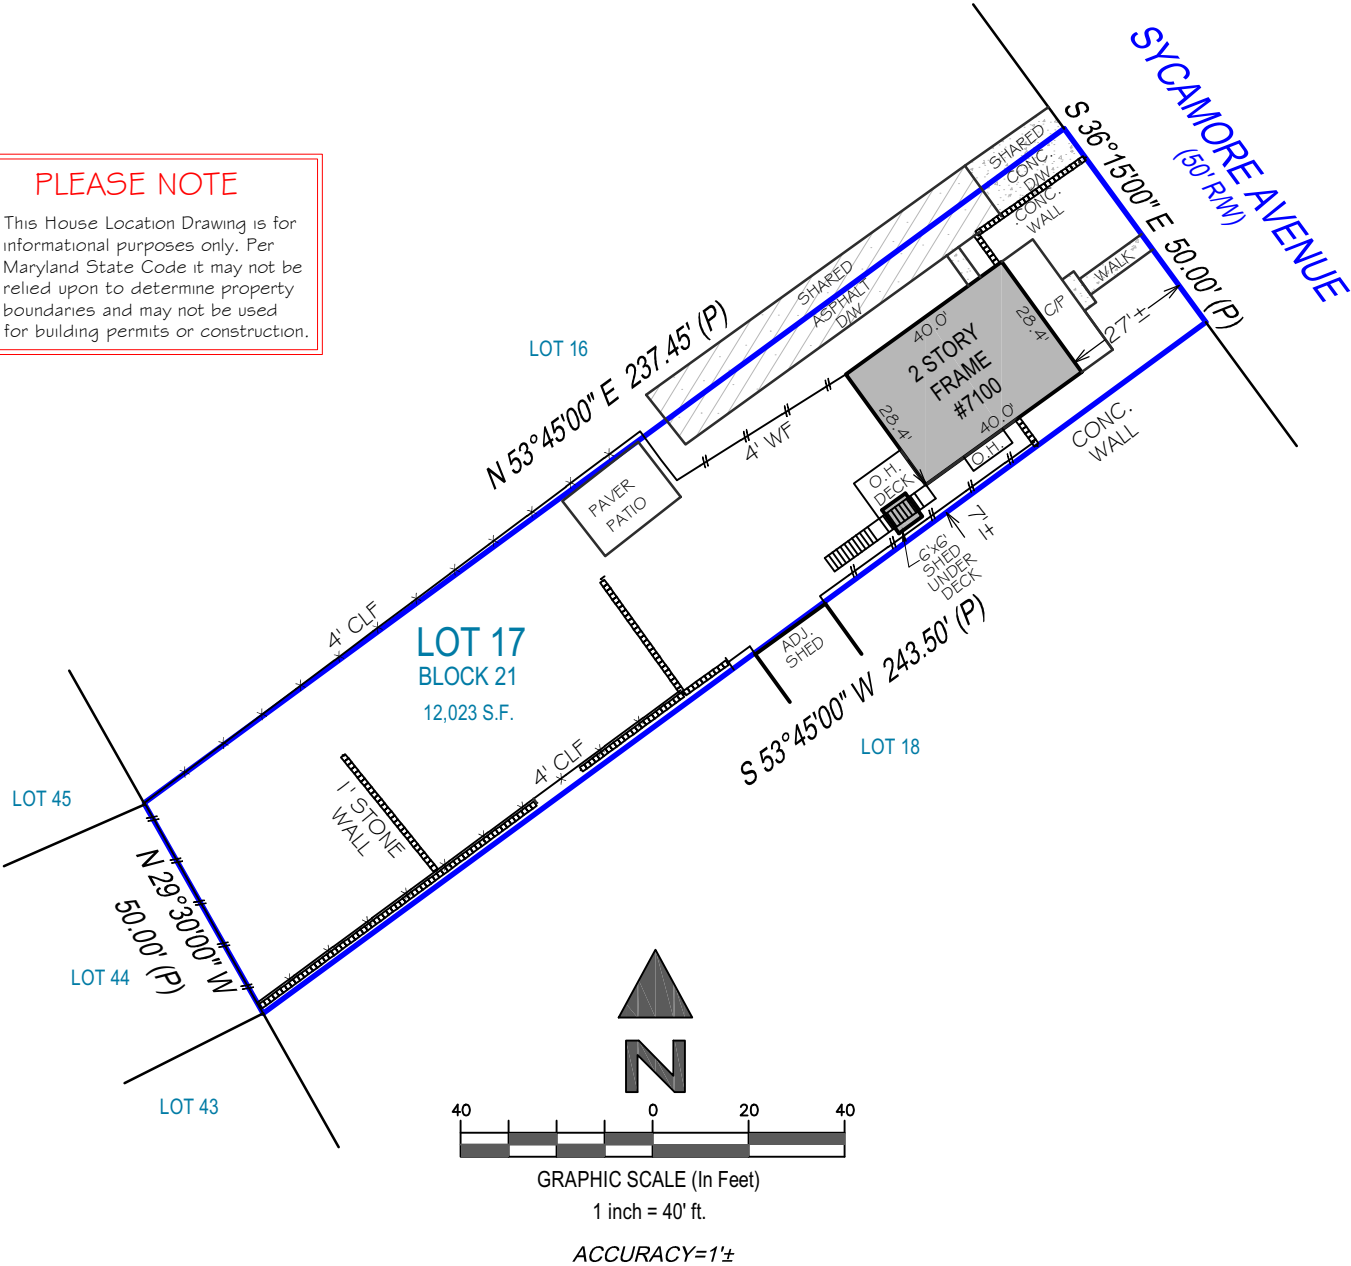 SYCAMORE AVENUE
(50' R/W)
S 36°15'00" E 50.00' (P)
PLEASE NOTE
This House Location Drawing is for
informational purposes only. Per
Maryland State Code it may not be
relied upon to determine property
boundaries and may not be used
for building permits or construction.
SHARED
CONC.
D/W
CONC.
WALL
WALK
C/P
27'±
SHARED
ASPHALT
D/W
40.0'
28.4'
2 STORY
FRAME
#7100
28.4'
40.0'
LOT 16
N 53°45'00" E 237.45' (P)
4' WF
CONC.
WALL
O.H.
O.H.
DECK
PAVER
PATIO
7'±
6'x6'
SHED
UNDER
DECK
4' CLF
LOT 17
BLOCK 21
12,023 S.F.
ADJ.
SHED
S 53°45'00" W 243.50' (P)
LOT 18
4' CLF
1' STONE
WALL
LOT 45
N 29°30'00" W
50.00' (P)
LOT 44
LOT 43
N
40 0 20 40
GRAPHIC SCALE (In Feet)
1 inch = 40' ft.
ACCURACY=1'±